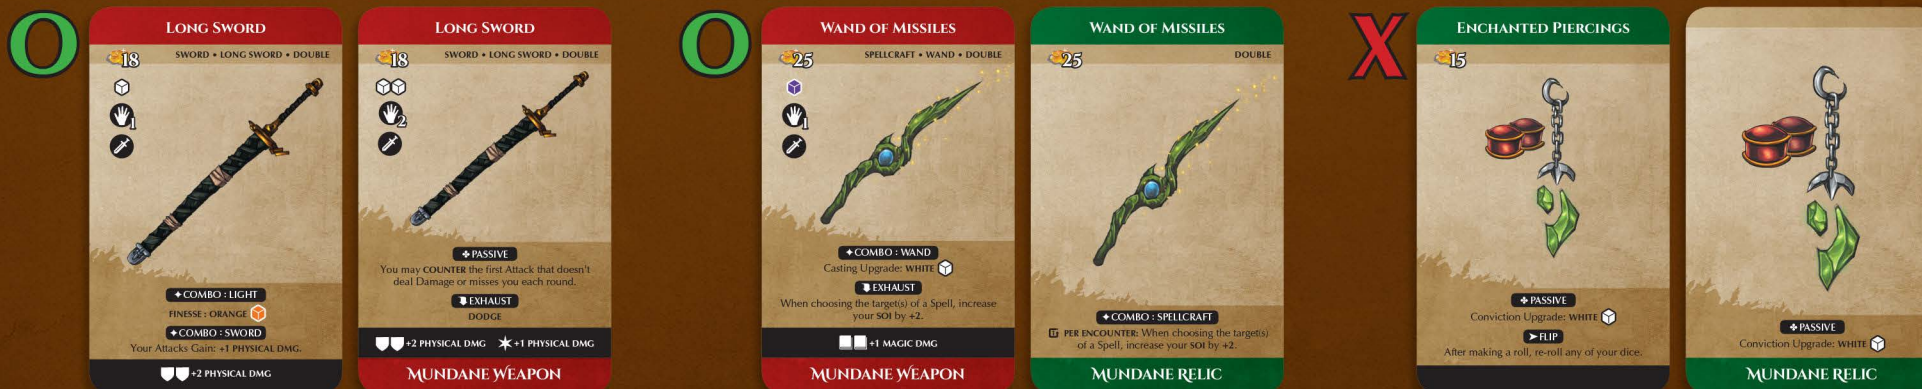 O
LONG SWORD
18
SWORD • LONG SWORD • DOUBLE
1
COMBO : LIGHT
FINESSE : ORANGE
COMBO : SWORD
Your Attacks Gain: +1 PHYSICAL DMG.
+2 PHYSICAL DMG
LONG SWORD
18
SWORD • LONG SWORD • DOUBLE
2
PASSIVE
You may COUNTER the first Attack that doesn't
deal Damage or misses you each round.
EXHAUST
DODGE
+2 PHYSICAL DMG +1 PHYSICAL DMG
MUNDANE WEAPON
O
WAND OF MISSILES
25
SPELLCRAFT • WAND • DOUBLE
1
COMBO : WAND
Casting Upgrade: WHITE
EXHAUST
When choosing the target(s) of a Spell, increase
your SOI by +2.
+1 MAGIC DMG
MUNDANE WEAPON
WAND OF MISSILES
25
DOUBLE
COMBO : SPELLCRAFT
PER ENCOUNTER: When choosing the target(s)
of a Spell, increase your SOI by +2.
MUNDANE RELIC
X
ENCHANTED PIERCINGS
15
PASSIVE
Conviction Upgrade: WHITE
FLIP
After making a roll, re-roll any of your dice.
PASSIVE
Conviction Upgrade: WHITE
MUNDANE RELIC